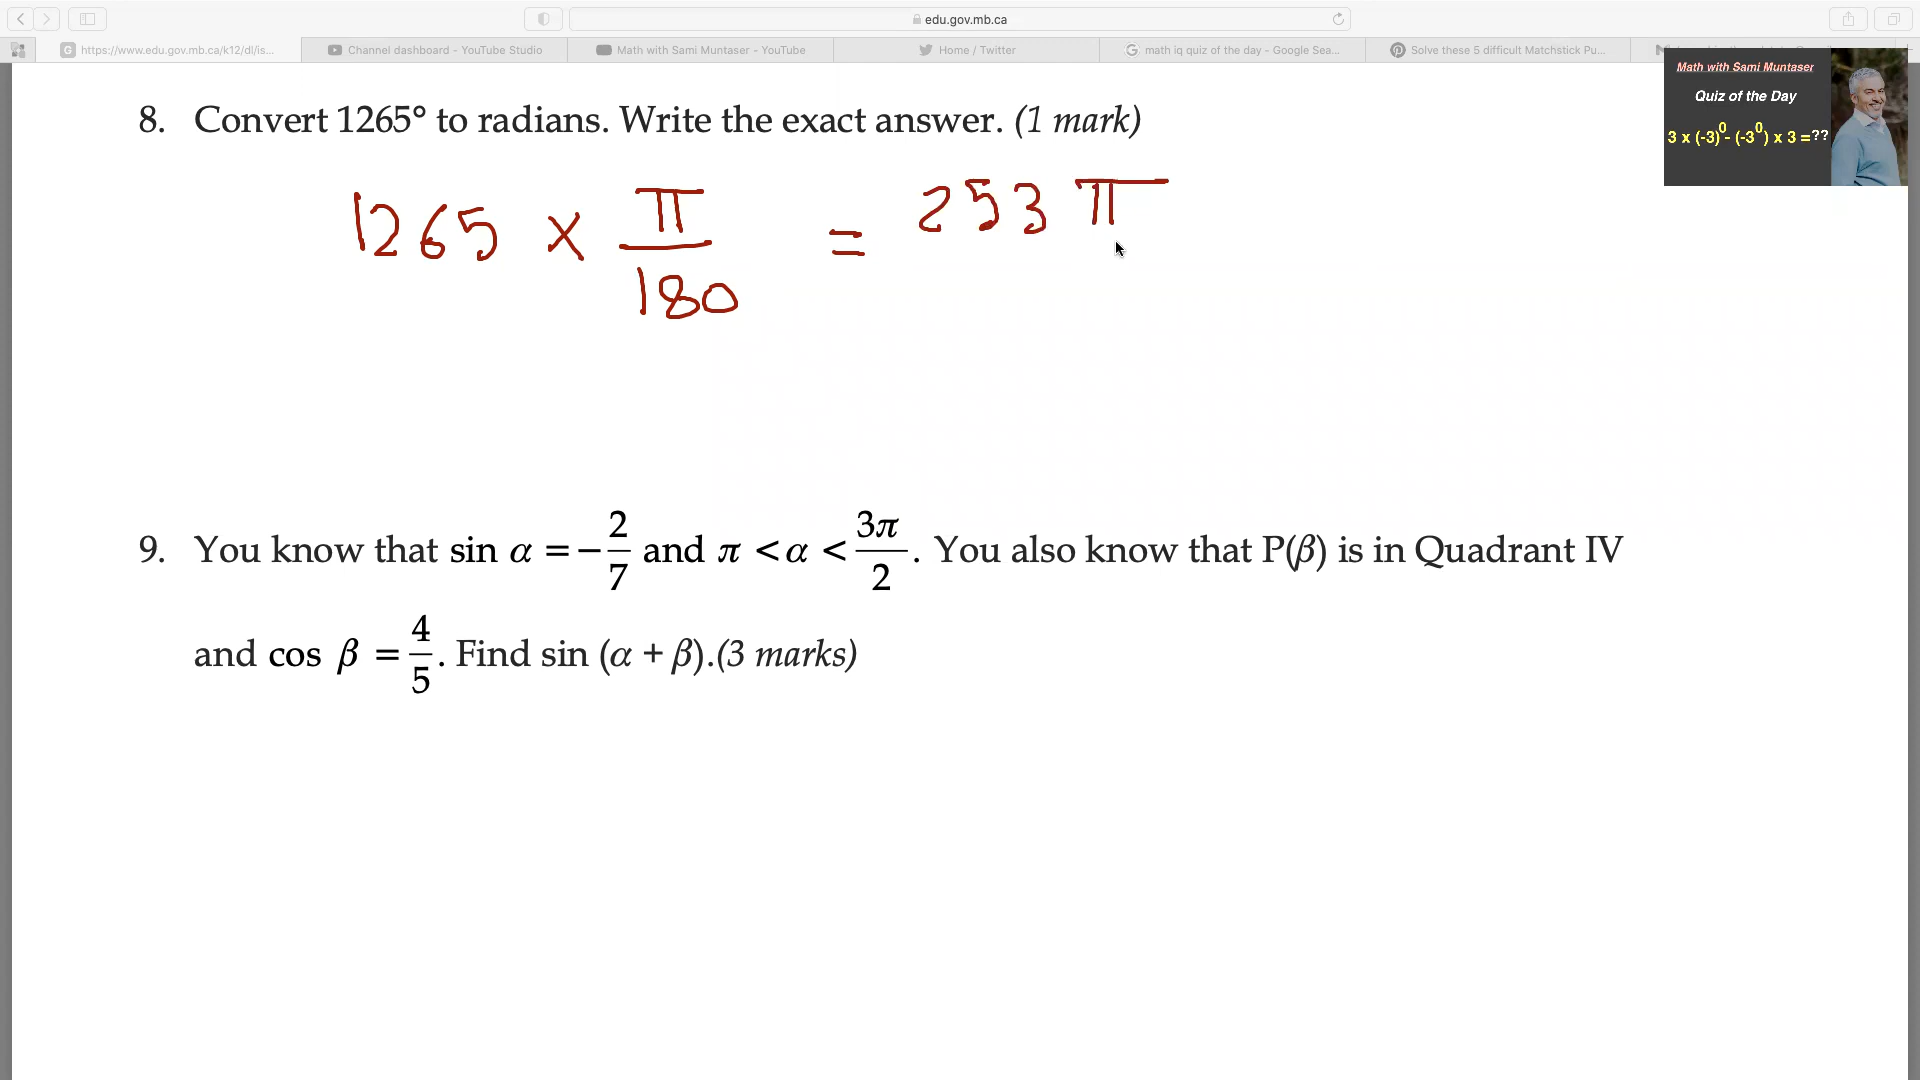 edu.gov.mb.ca
https://www.edu.gov.mb.ca/k12/dl/is... Channel dashboard - YouTube Studio Math with Sami Muntaser - YouTube Home / Twitter math iq quiz of the day - Google Sea... Solve these 5 difficult Matchstick Pu...
Math with Sami Muntaser
Quiz of the Day
3 x (-3)⁰- (-3⁰) x 3 =??
8. Convert 1265° to radians. Write the exact answer. (1 mark)
1265 × π/180 = 253 π
9. You know that sin α = −2/7 and π < α < 3π/2. You also know that P(β) is in Quadrant IV
and cos β = 4/5. Find sin (α + β).(3 marks)